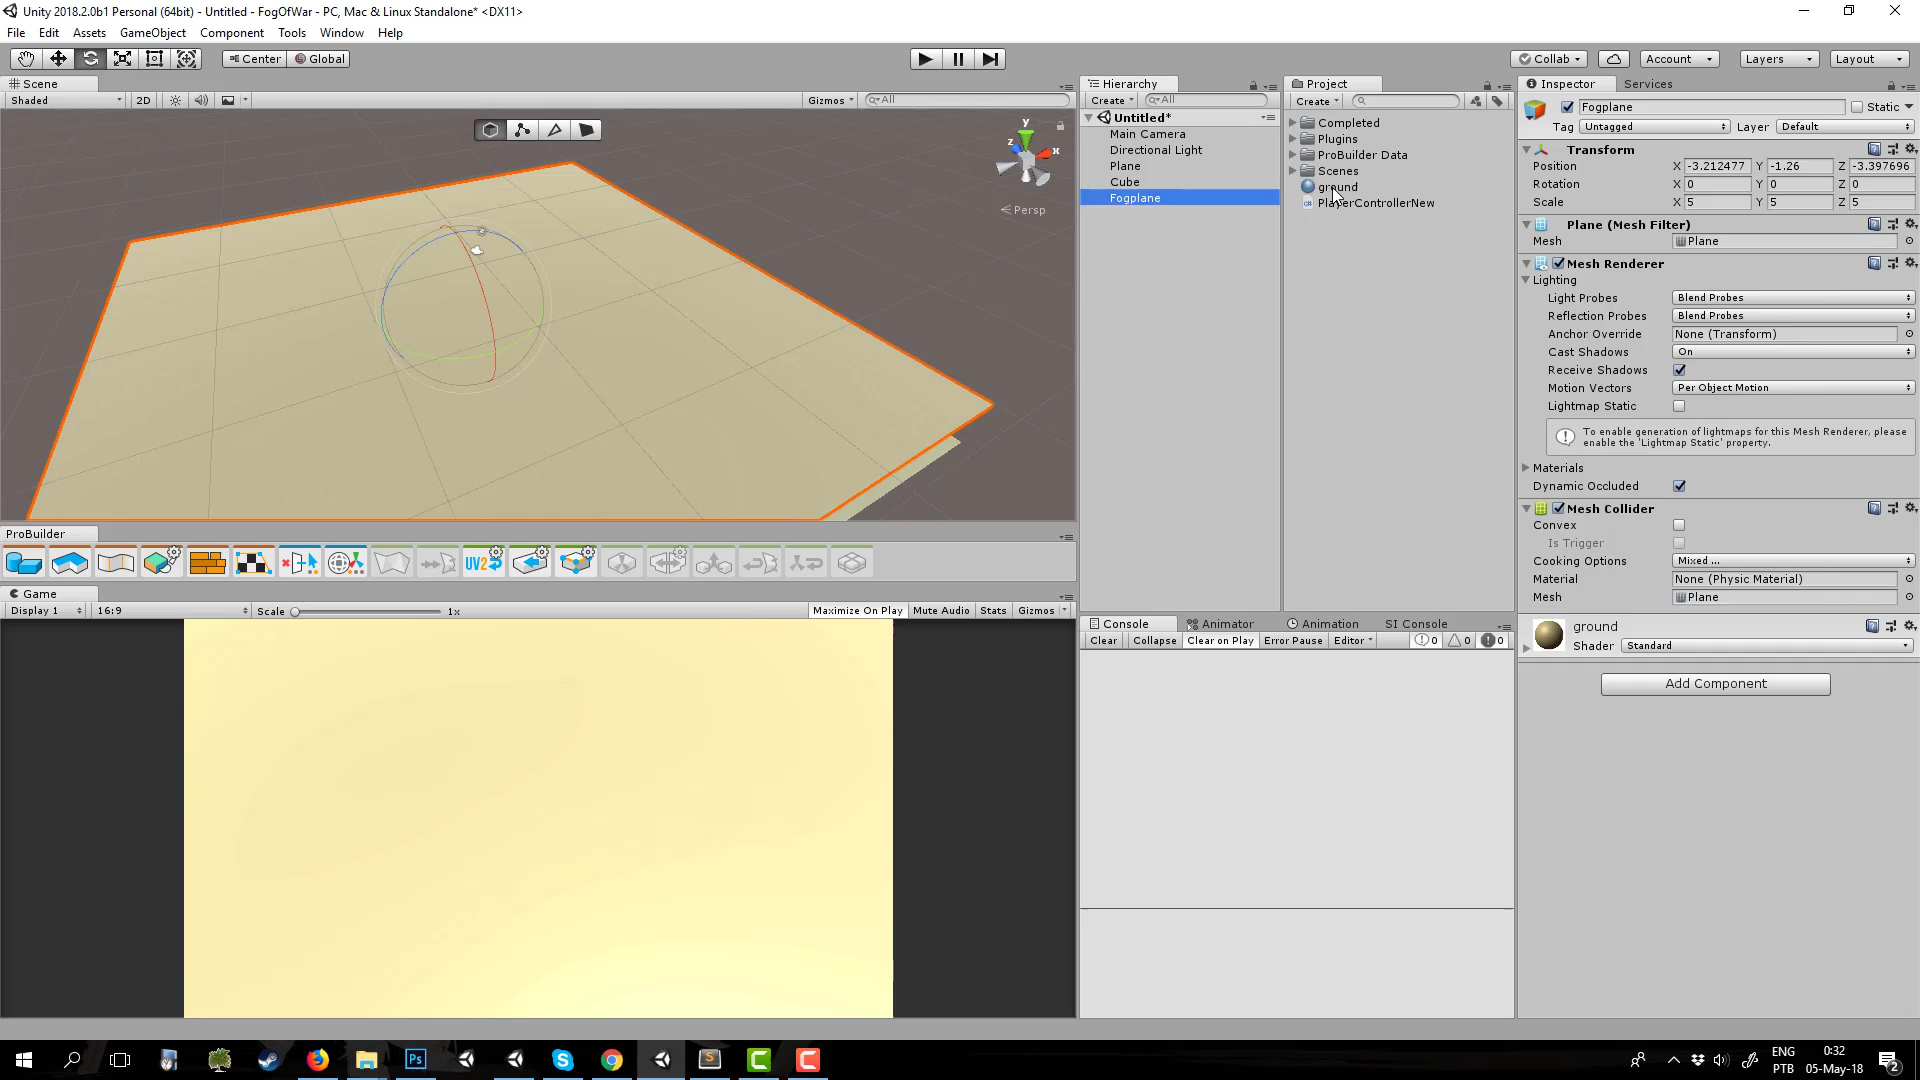 Unity 2018.2.0b1 Personal (64bit) - Untitled - FogOfWar - PC, Mac & Linux Standalone* <DX11>
File Edit Assets GameObject Component Tools Window Help
Center Global
Collab Account Layers Layout
Scene
Shaded 2D Gizmos All
y
z
x
Persp
ProBuilder
UV2
Game
Display 1 16:9 Scale 1x Maximize On Play Mute Audio Stats Gizmos
Hierarchy
Create All
Untitled*
Main Camera
Directional Light
Plane
Cube
Fogplane
Project
Create
Completed
Plugins
ProBuilder Data
Scenes
ground
PlayerControllerNew
Console Animator Animation SI Console
Clear Collapse Clear on Play Error Pause Editor 0 0 0
Inspector Services
Fogplane Static
Tag Untagged Layer Default
Transform
Position X -3.212477 Y -1.26 Z -3.397696
Rotation X 0 Y 0 Z 0
Scale X 5 Y 5 Z 5
Plane (Mesh Filter)
Mesh Plane
Mesh Renderer
Lighting
Light Probes Blend Probes
Reflection Probes Blend Probes
Anchor Override None (Transform)
Cast Shadows On
Receive Shadows
Motion Vectors Per Object Motion
Lightmap Static
To enable generation of lightmaps for this Mesh Renderer, please
enable the 'Lightmap Static' property.
Materials
Dynamic Occluded
Mesh Collider
Convex
Is Trigger
Cooking Options Mixed ...
Material None (Physic Material)
Mesh Plane
ground
Shader Standard
Add Component
Ps
S
C
C
ENG
PTB
0:32
05-May-18
2